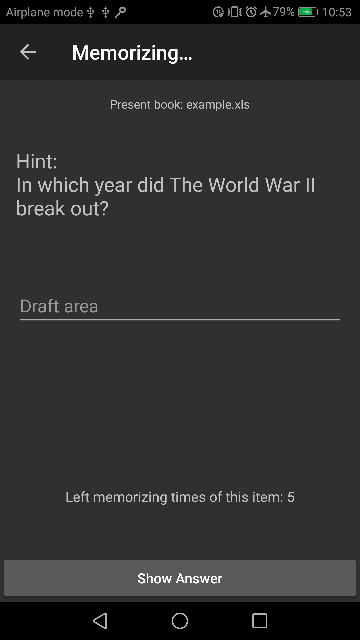 Airplane mode 79% 10:53
Memorizing...
Present book: example.xls
Hint:
In which year did The World War II
break out?
Draft area
Left memorizing times of this item: 5
Show Answer